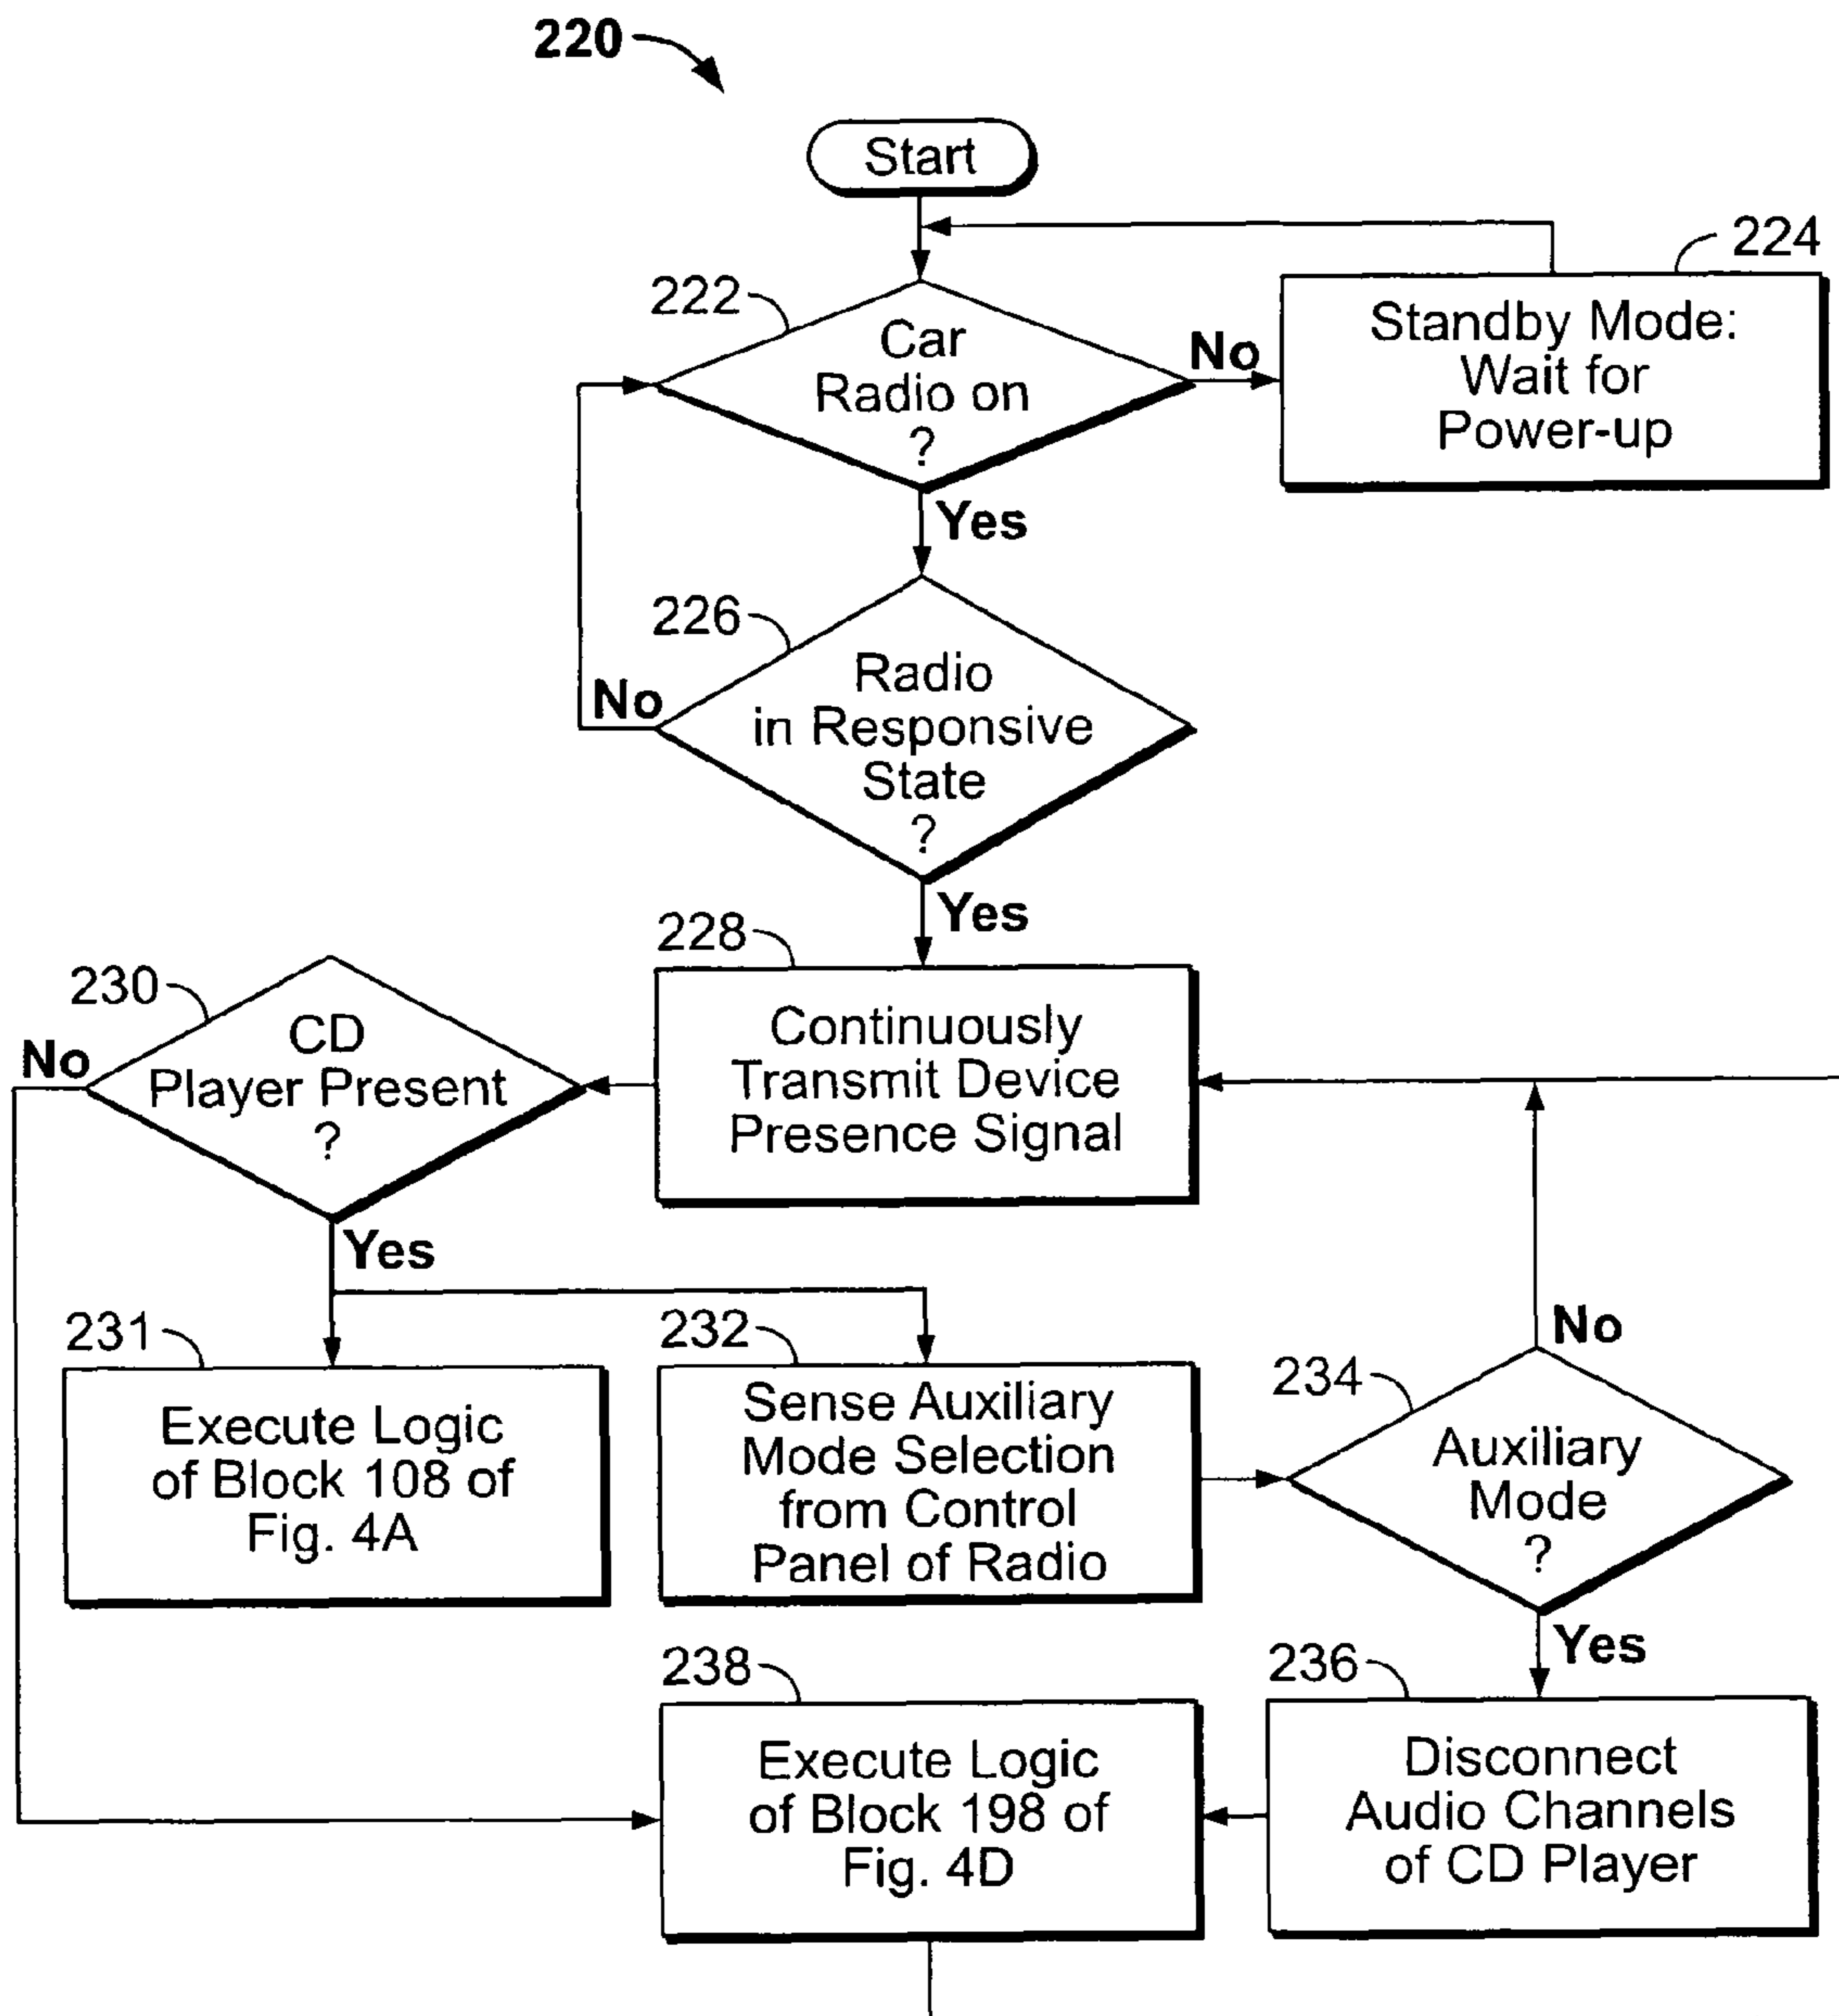 220
Start
222
Car
Radio on
?
No
224
Standby Mode:
Wait for
Power-up
Yes
226
Radio
in Responsive
State
?
No
Yes
228
Continuously
Transmit Device
Presence Signal
230
CD
Player Present
?
No
Yes
231
Execute Logic
of Block 108 of
Fig. 4A
232
Sense Auxiliary
Mode Selection
from Control
Panel of Radio
234
Auxiliary
Mode
?
No
Yes
236
Disconnect
Audio Channels
of CD Player
238
Execute Logic
of Block 198 of
Fig. 4D